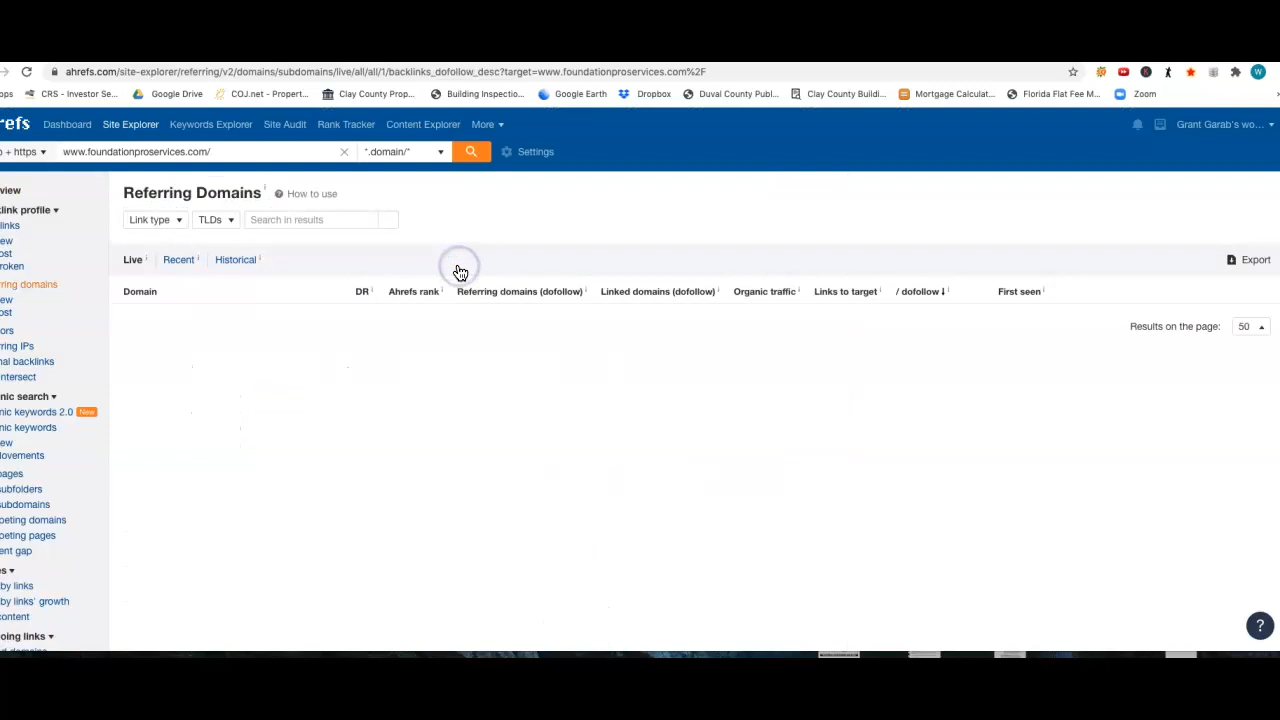 ahrefs.com/site-explorer/referring/v2/domains/subdomains/live/all/all/1/backlinks_dofollow_desc?target=www.foundationproservices.com%2F
W
ops CRS - Investor Se... Google Drive COJ.net - Propert... Clay County Prop... Building Inspectio... Google Earth Dropbox Duval County Publ... Clay County Buildi... Mortgage Calculat... Florida Flat Fee M... Zoom
refs Dashboard Site Explorer Keywords Explorer Site Audit Rank Tracker Content Explorer More Grant Garab's wo...
p + https www.foundationproservices.com/ *.domain/* Settings
view
Referring Domains i How to use
klink profile
Link type TLDs Search in results
links
ew
ost
roken
Live i Recent i Historical i Export
rring domains
Domain DR i Ahrefs rank i Referring domains (dofollow) i Linked domains (dofollow) i Organic traffic i Links to target i / dofollow i First seen i
ew
ost
Results on the page: 50
ors
rring IPs
nal backlinks
intersect
nic search
nic keywords 2.0 New
nic keywords
ew
Movements
pages
subfolders
subdomains
peting domains
peting pages
ent gap
es
by links
by links' growth
content
?
oing links